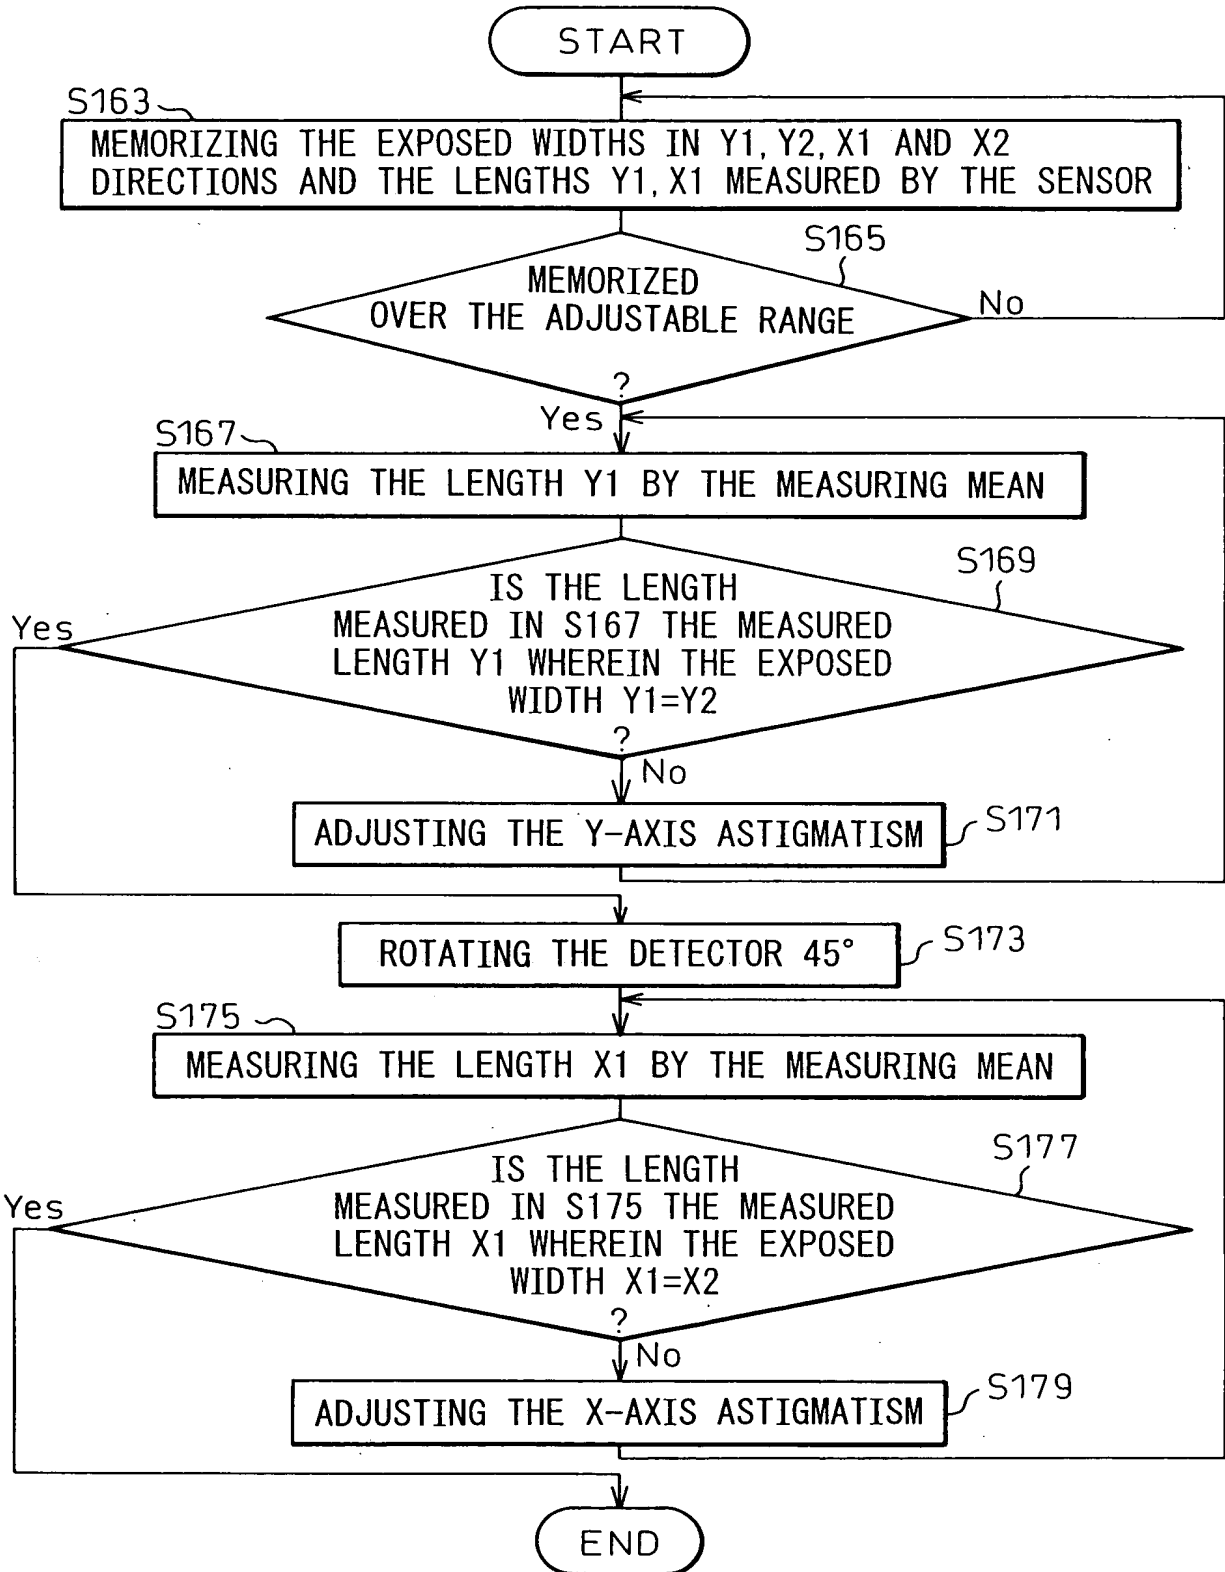 START
S163
MEMORIZING THE EXPOSED WIDTHS IN Y1, Y2, X1 AND X2
DIRECTIONS AND THE LENGTHS Y1, X1 MEASURED BY THE SENSOR
S165
MEMORIZED
OVER THE ADJUSTABLE RANGE
?
No
Yes
S167
MEASURING THE LENGTH Y1 BY THE MEASURING MEAN
S169
IS THE LENGTH
MEASURED IN S167 THE MEASURED
LENGTH Y1 WHEREIN THE EXPOSED
WIDTH Y1=Y2
?
Yes
No
ADJUSTING THE Y-AXIS ASTIGMATISM
S171
ROTATING THE DETECTOR 45°
S173
S175
MEASURING THE LENGTH X1 BY THE MEASURING MEAN
S177
IS THE LENGTH
MEASURED IN S175 THE MEASURED
LENGTH X1 WHEREIN THE EXPOSED
WIDTH X1=X2
?
Yes
No
ADJUSTING THE X-AXIS ASTIGMATISM
S179
END